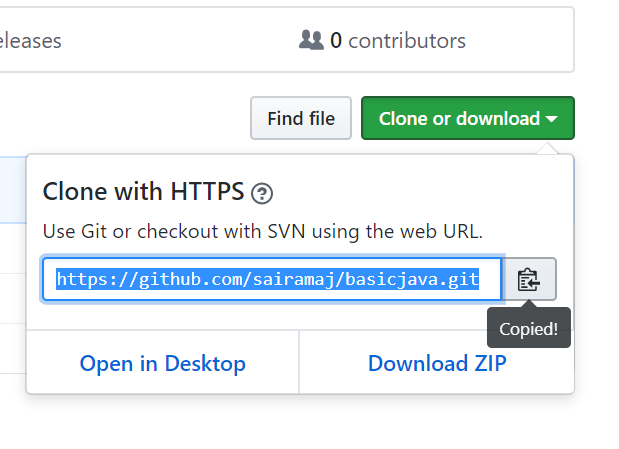 eleases
0 contributors
Find file
Clone or download
Clone with HTTPS ?
Use Git or checkout with SVN using the web URL.
https://github.com/sairamaj/basicjava.git
Copied!
Open in Desktop
Download ZIP